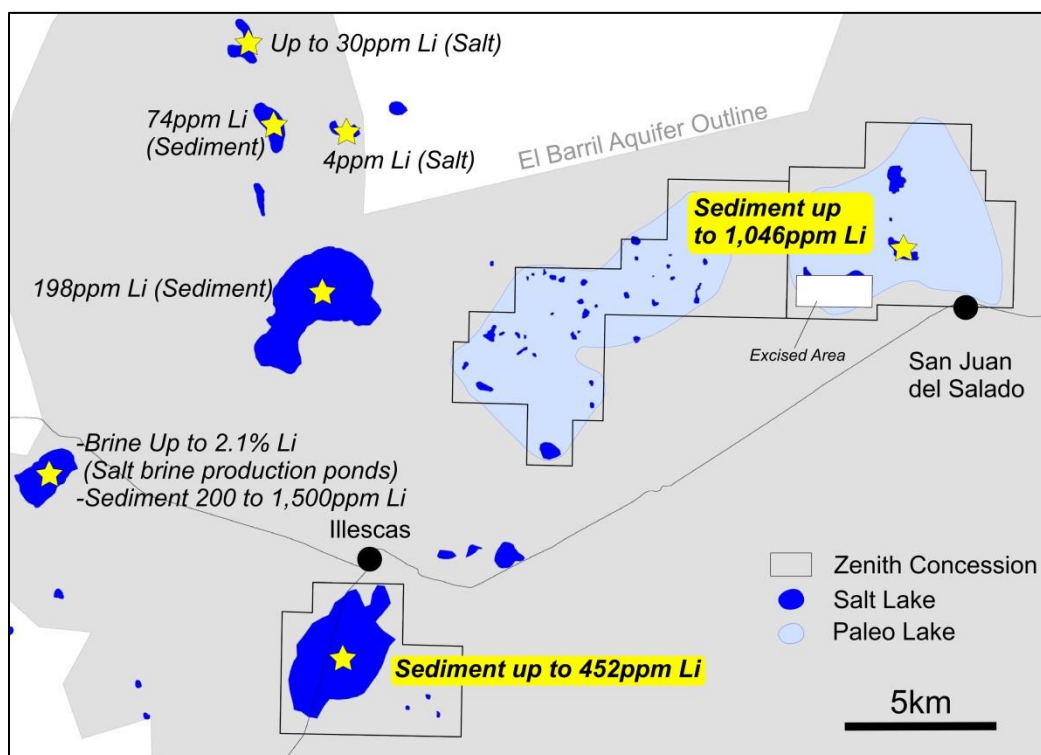 Up to 30ppm Li (Salt)
74ppm Li
(Sediment)
4ppm Li (Salt)
El Barril Aquifer Outline
Sediment up
to 1,046ppm Li
198ppm Li (Sediment)
Excised Area
San Juan
del Salado
-Brine Up to 2.1% Li
(Salt brine production ponds)
-Sediment 200 to 1,500ppm Li
Illescas
Zenith Concession
Salt Lake
Paleo Lake
Sediment up to 452ppm Li
5km